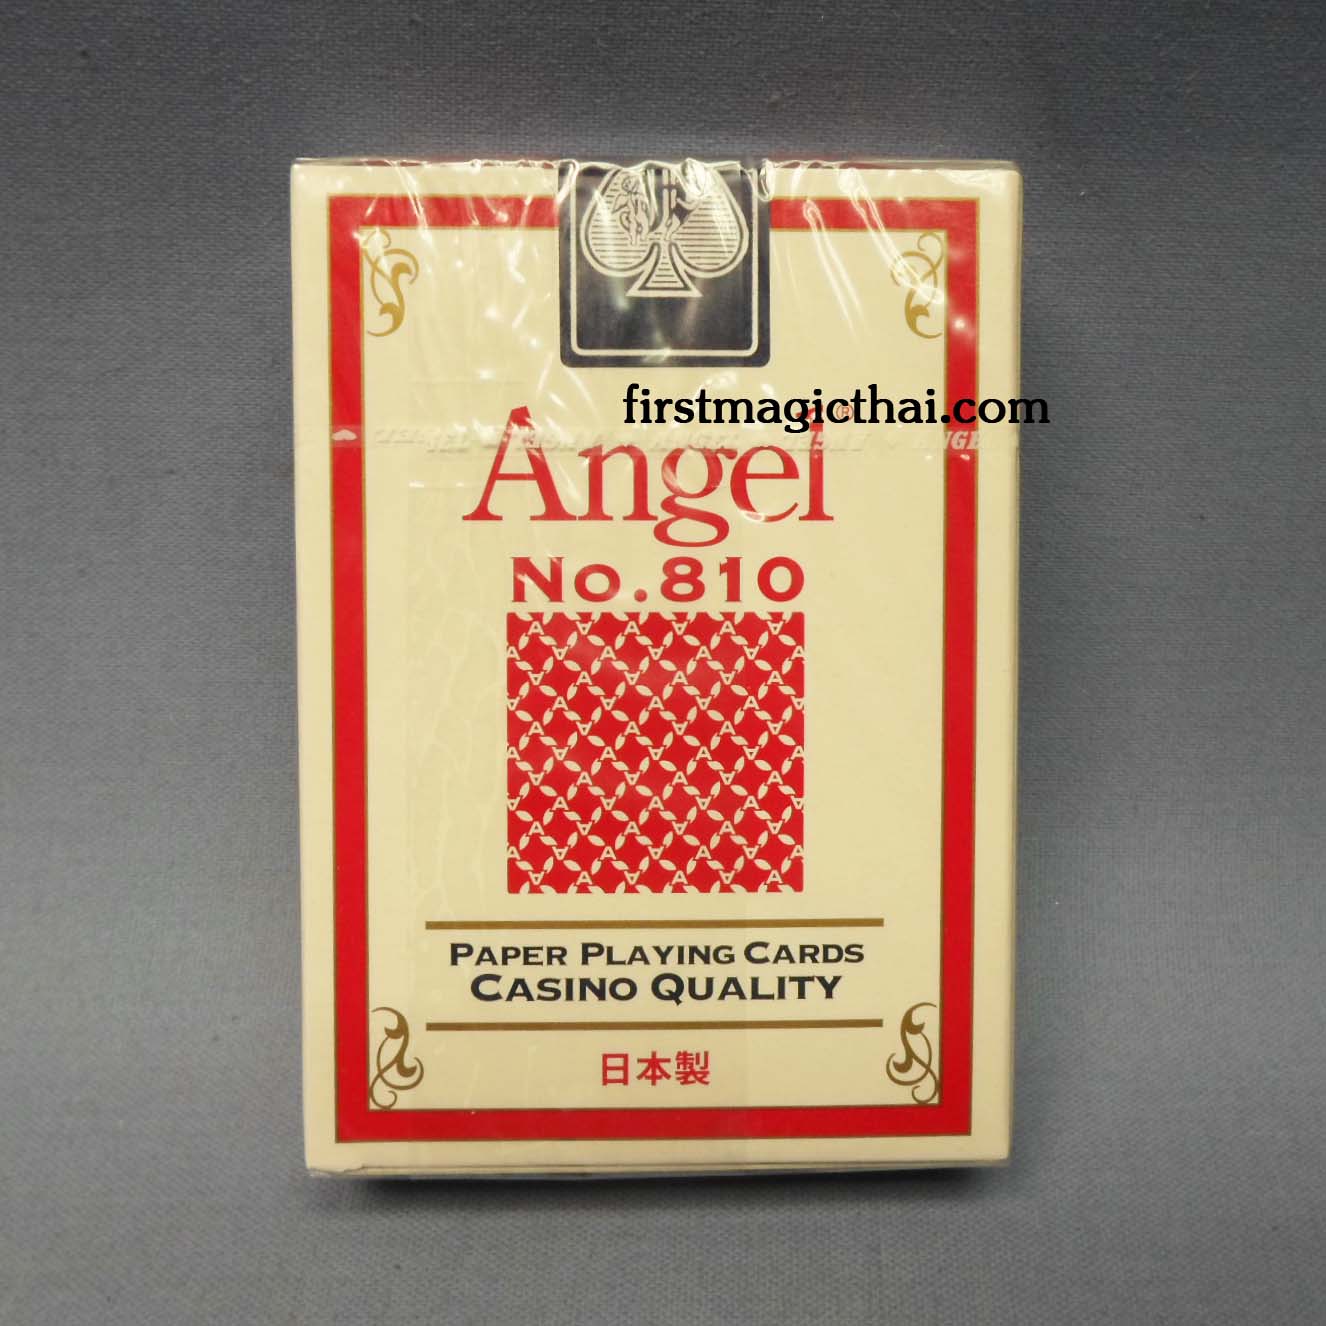 firstmagicthai.com
Angel®
No.810
PAPER PLAYING CARDS
CASINO QUALITY
日本製